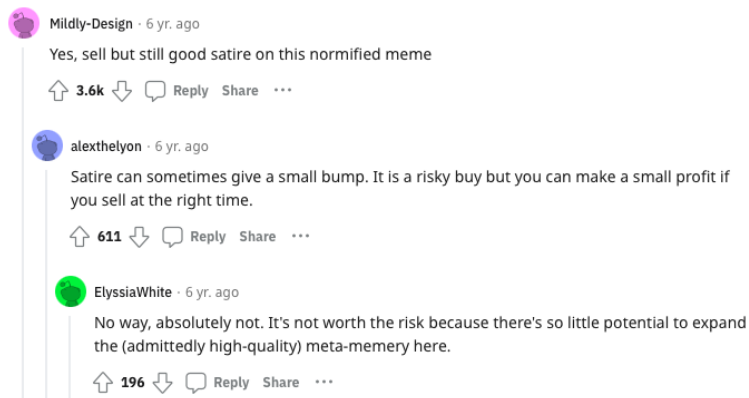 Mildly-Design · 6 yr. ago
Yes, sell but still good satire on this normified meme
3.6k Reply Share ···
alexthelyon · 6 yr. ago
Satire can sometimes give a small bump. It is a risky buy but you can make a small profit if
you sell at the right time.
611 Reply Share ···
ElyssiaWhite · 6 yr. ago
No way, absolutely not. It's not worth the risk because there's so little potential to expand
the (admittedly high-quality) meta-memery here.
196 Reply Share ···